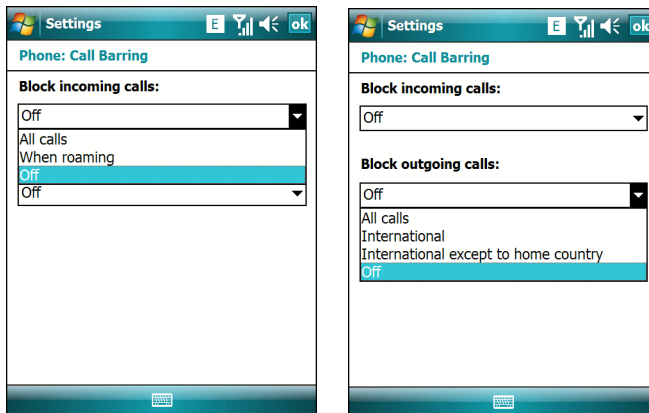 Settings E ok
Phone: Call Barring
Block incoming calls:
Off
All calls
When roaming
Off
Off
Settings E ok
Phone: Call Barring
Block incoming calls:
Off
Block outgoing calls:
Off
All calls
International
International except to home country
Off